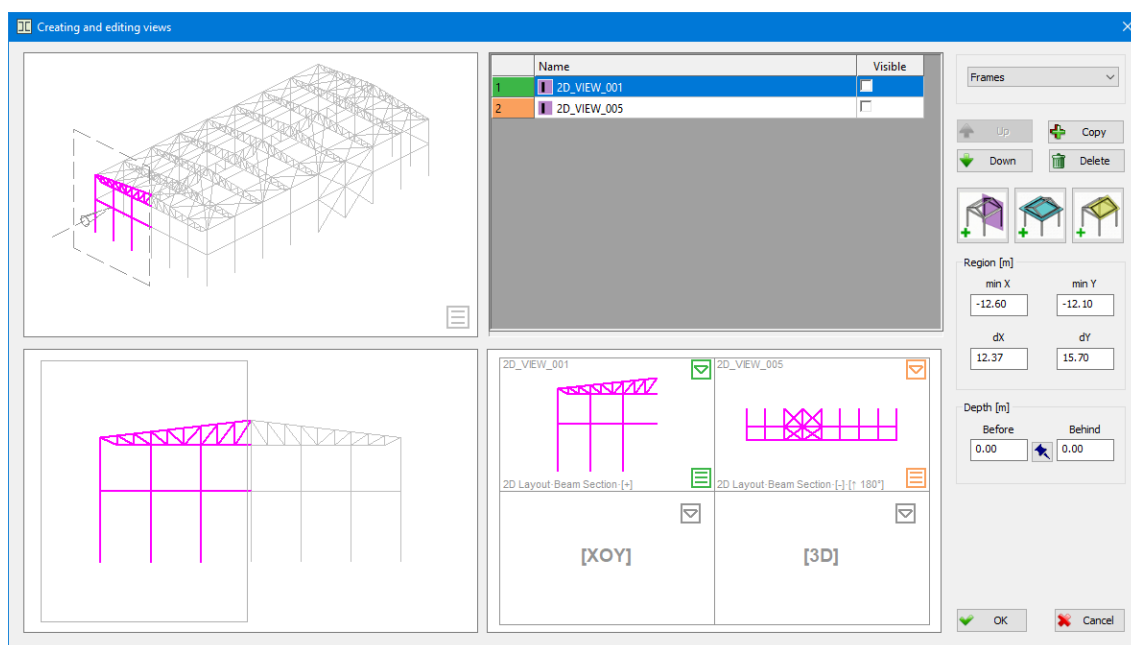 Creating and editing views
Name Visible
1 2D_VIEW_001
2 2D_VIEW_005
Frames
Up Copy
Down Delete
Region [m]
min X min Y
-12.60 -12.10
dX dY
12.37 15.70
Depth [m]
Before Behind
0.00 0.00
2D_VIEW_001 2D_VIEW_005
2D Layout·Beam Section·[+] 2D Layout·Beam Section·[-]·[↑ 180°]
[XOY] [3D]
OK Cancel